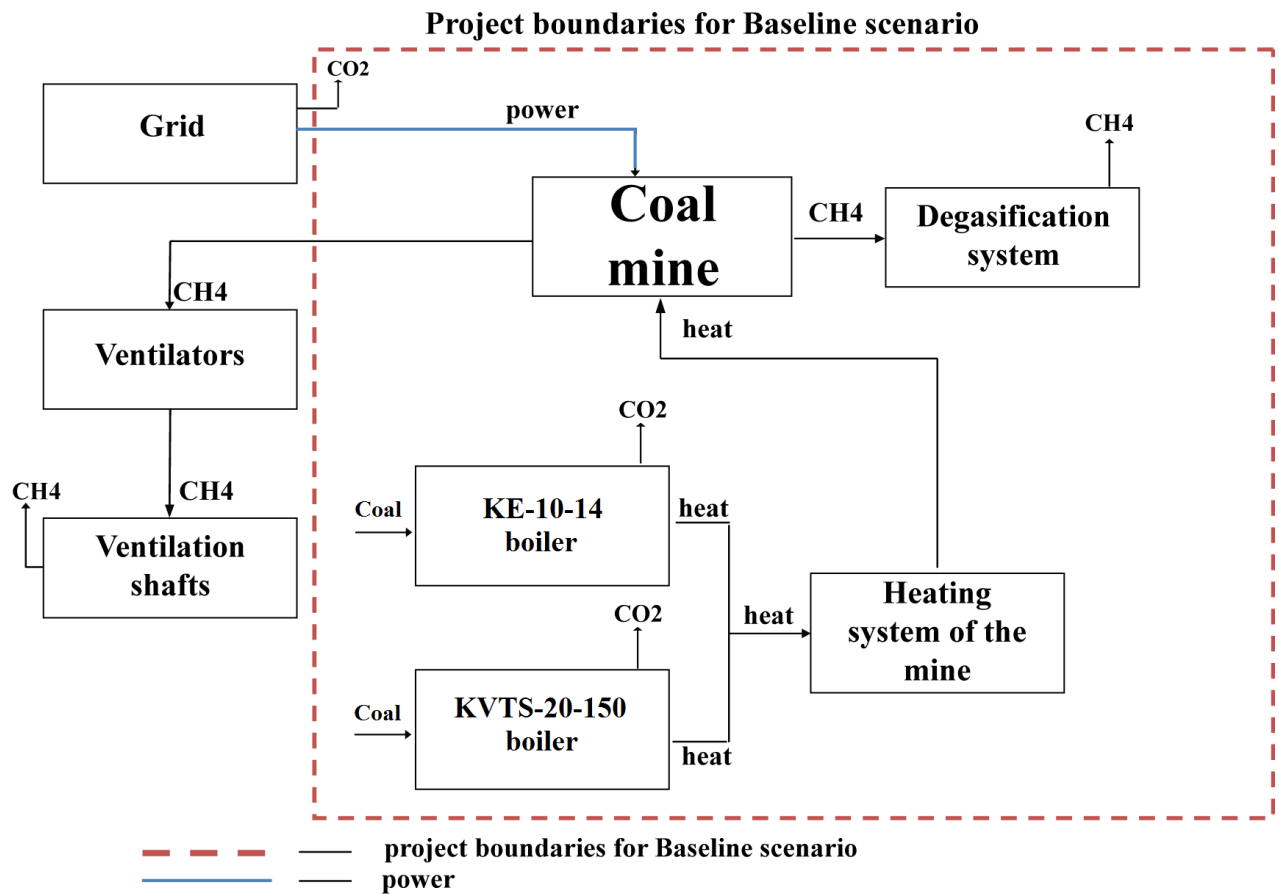 Project boundaries for Baseline scenario
CO2
Grid
power
CH4
Coal
mine
CH4
Degasification
system
CH4
heat
Ventilators
CO2
CH4
CH4
Coal
KE-10-14
boiler
heat
Ventilation
shafts
CO2
heat
Heating
system of the
mine
Coal
KVTS-20-150
boiler
heat
project boundaries for Baseline scenario
power